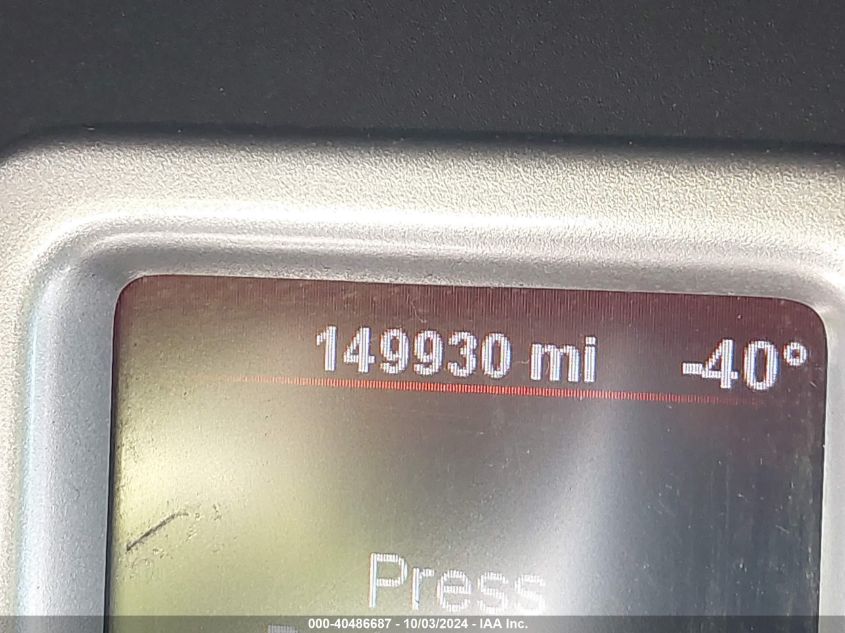 149930 mi -40°
Press
000-40486687 - 10/03/2024 - IAA Inc.